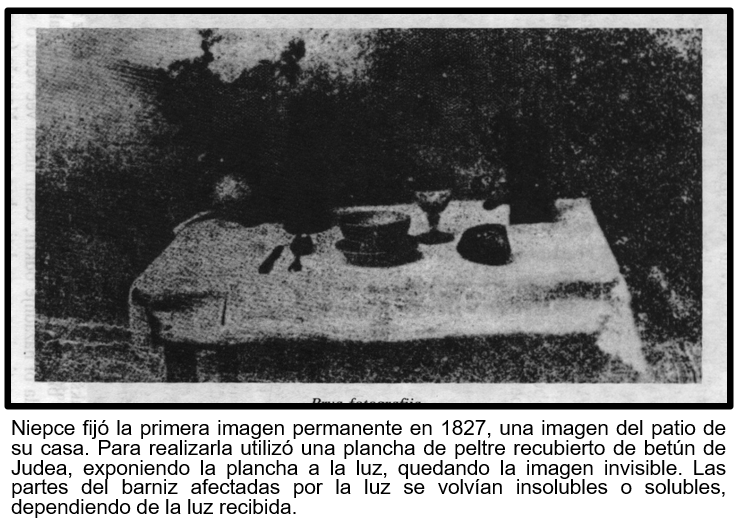 Niepce fijó la primera imagen permanente en 1827, una imagen del patio de
su casa. Para realizarla utilizó una plancha de peltre recubierto de betún de
Judea, exponiendo la plancha a la luz, quedando la imagen invisible. Las
partes del barniz afectadas por la luz se volvían insolubles o solubles,
dependiendo de la luz recibida.